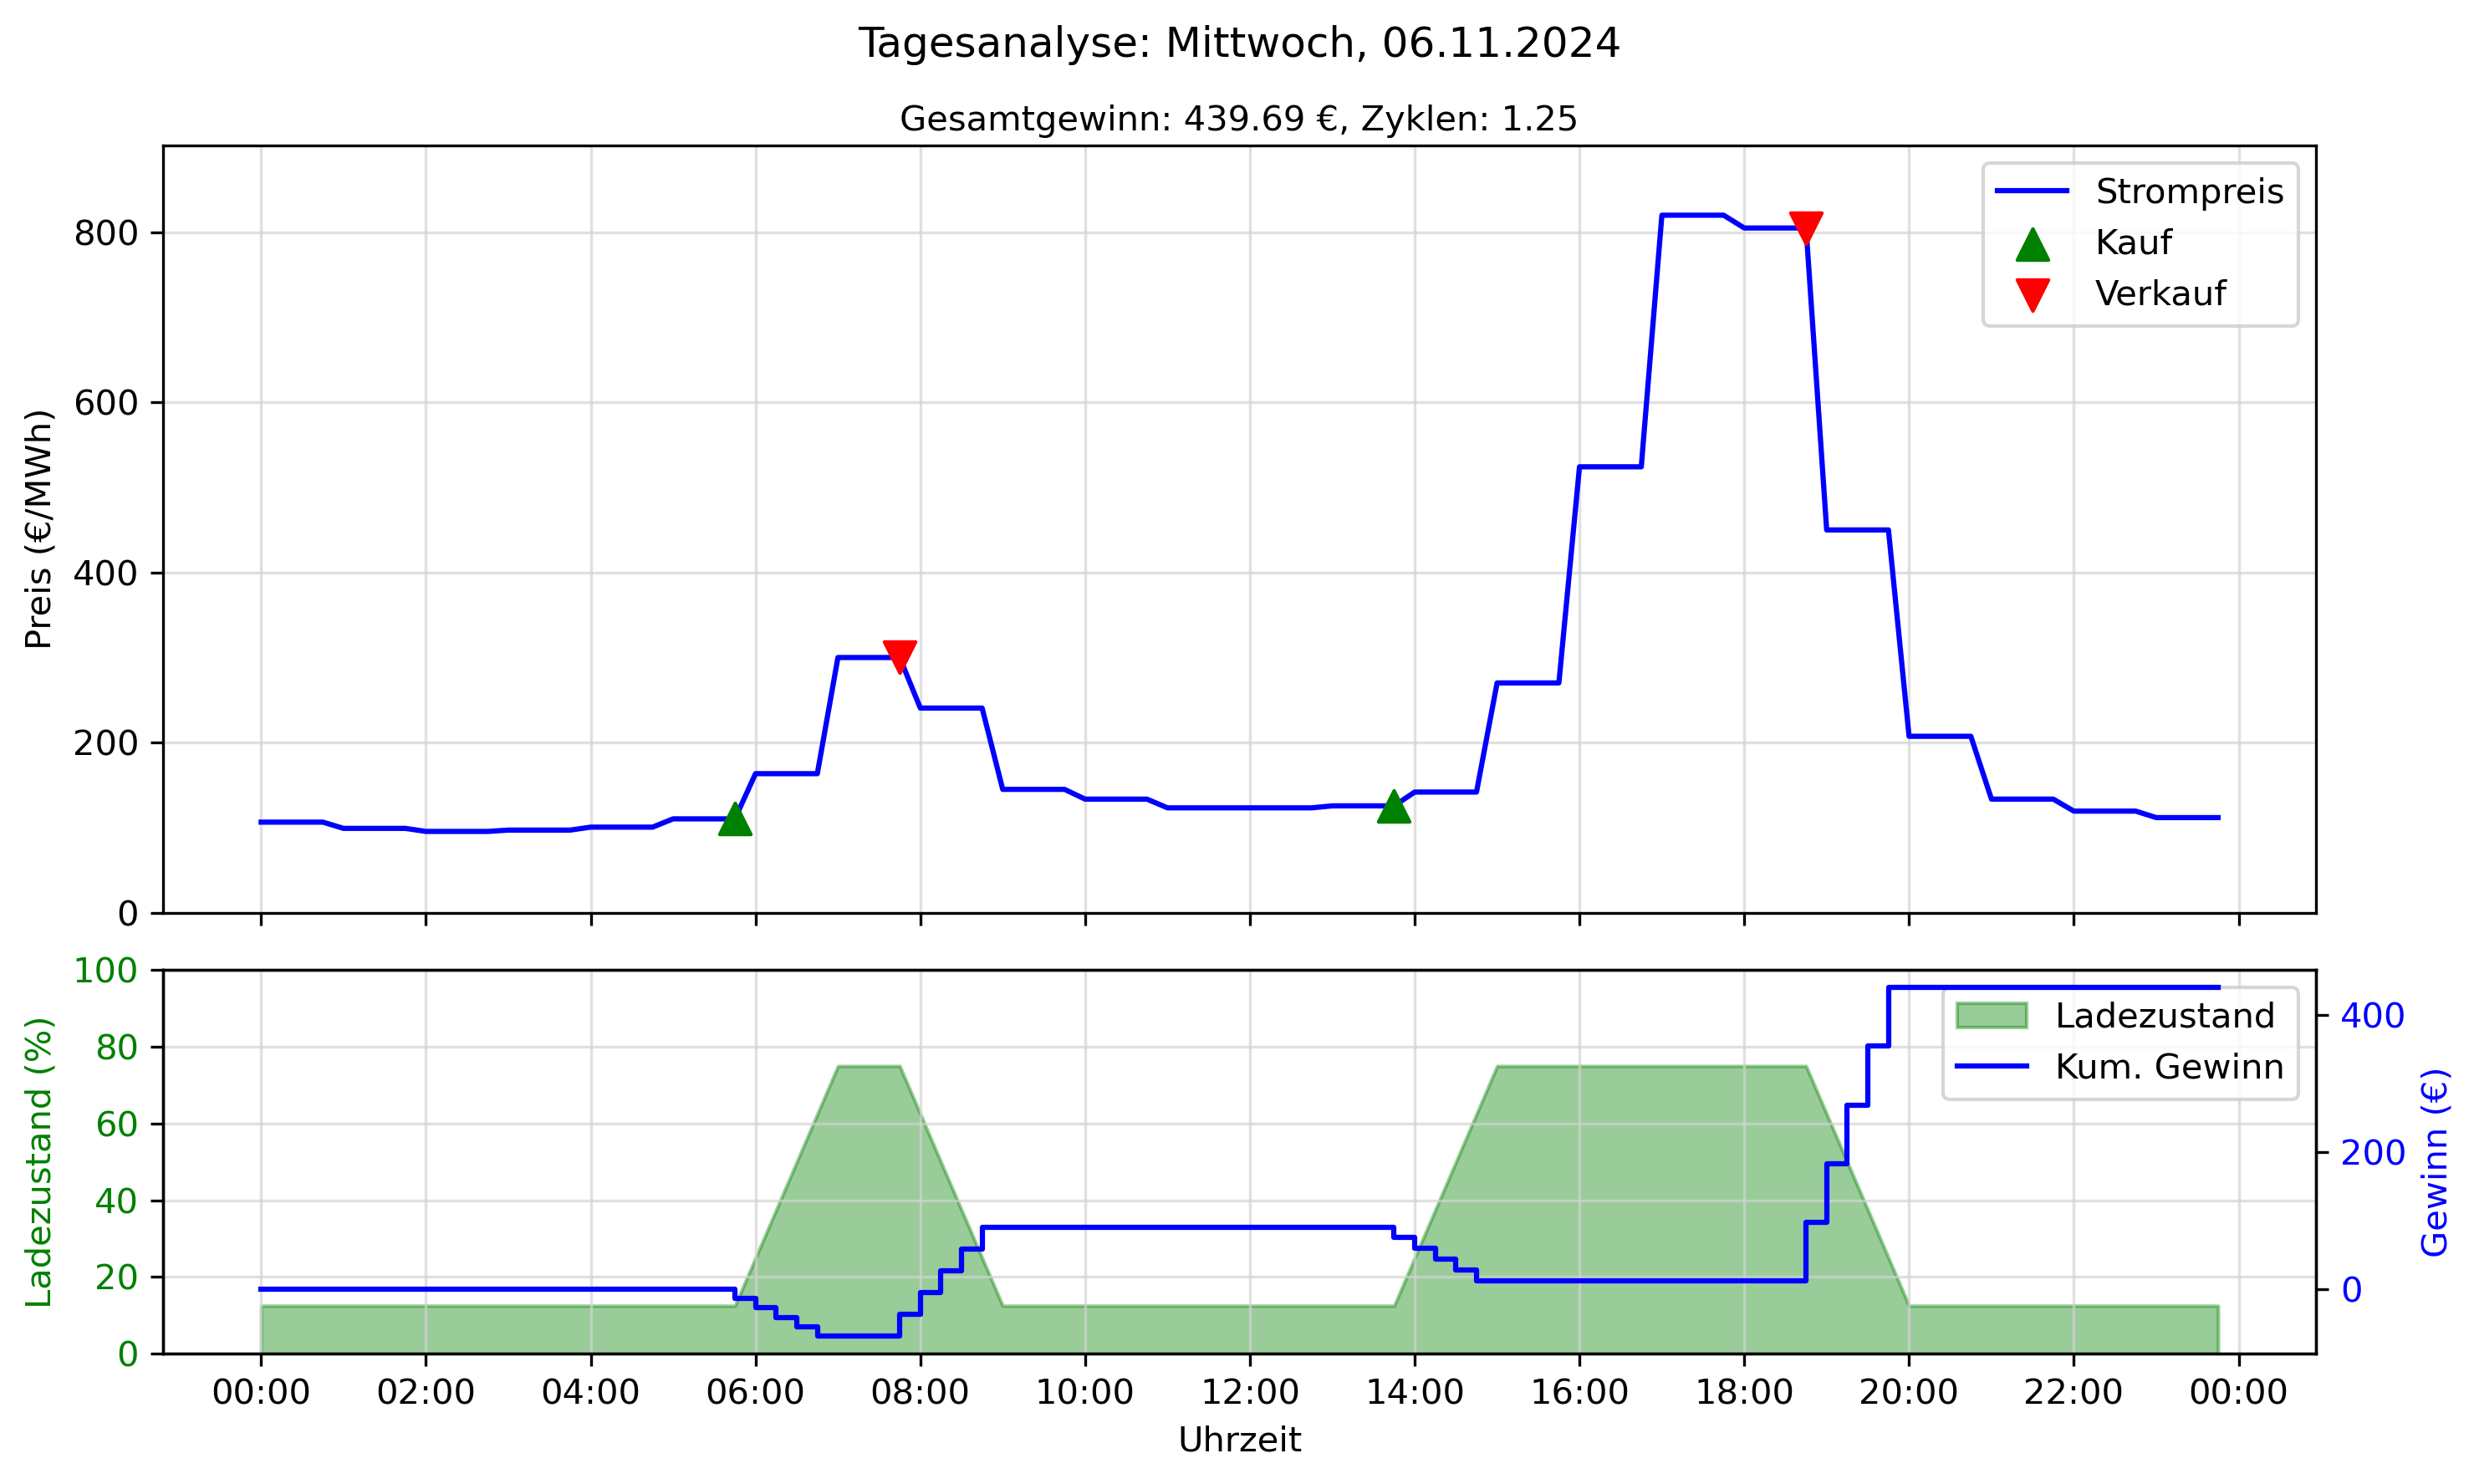 Tagesanalyse: Mittwoch, 06.11.2024
Gesamtgewinn: 439.69 €, Zyklen: 1.25
Preis (€/MWh)
800
600
400
200
0
Strompreis
Kauf
Verkauf
Ladezustand (%)
100
80
60
40
20
0
Ladezustand
Kum. Gewinn
400
200
0
Gewinn (€)
00:00 02:00 04:00 06:00 08:00 10:00 12:00 14:00 16:00 18:00 20:00 22:00 00:00
Uhrzeit